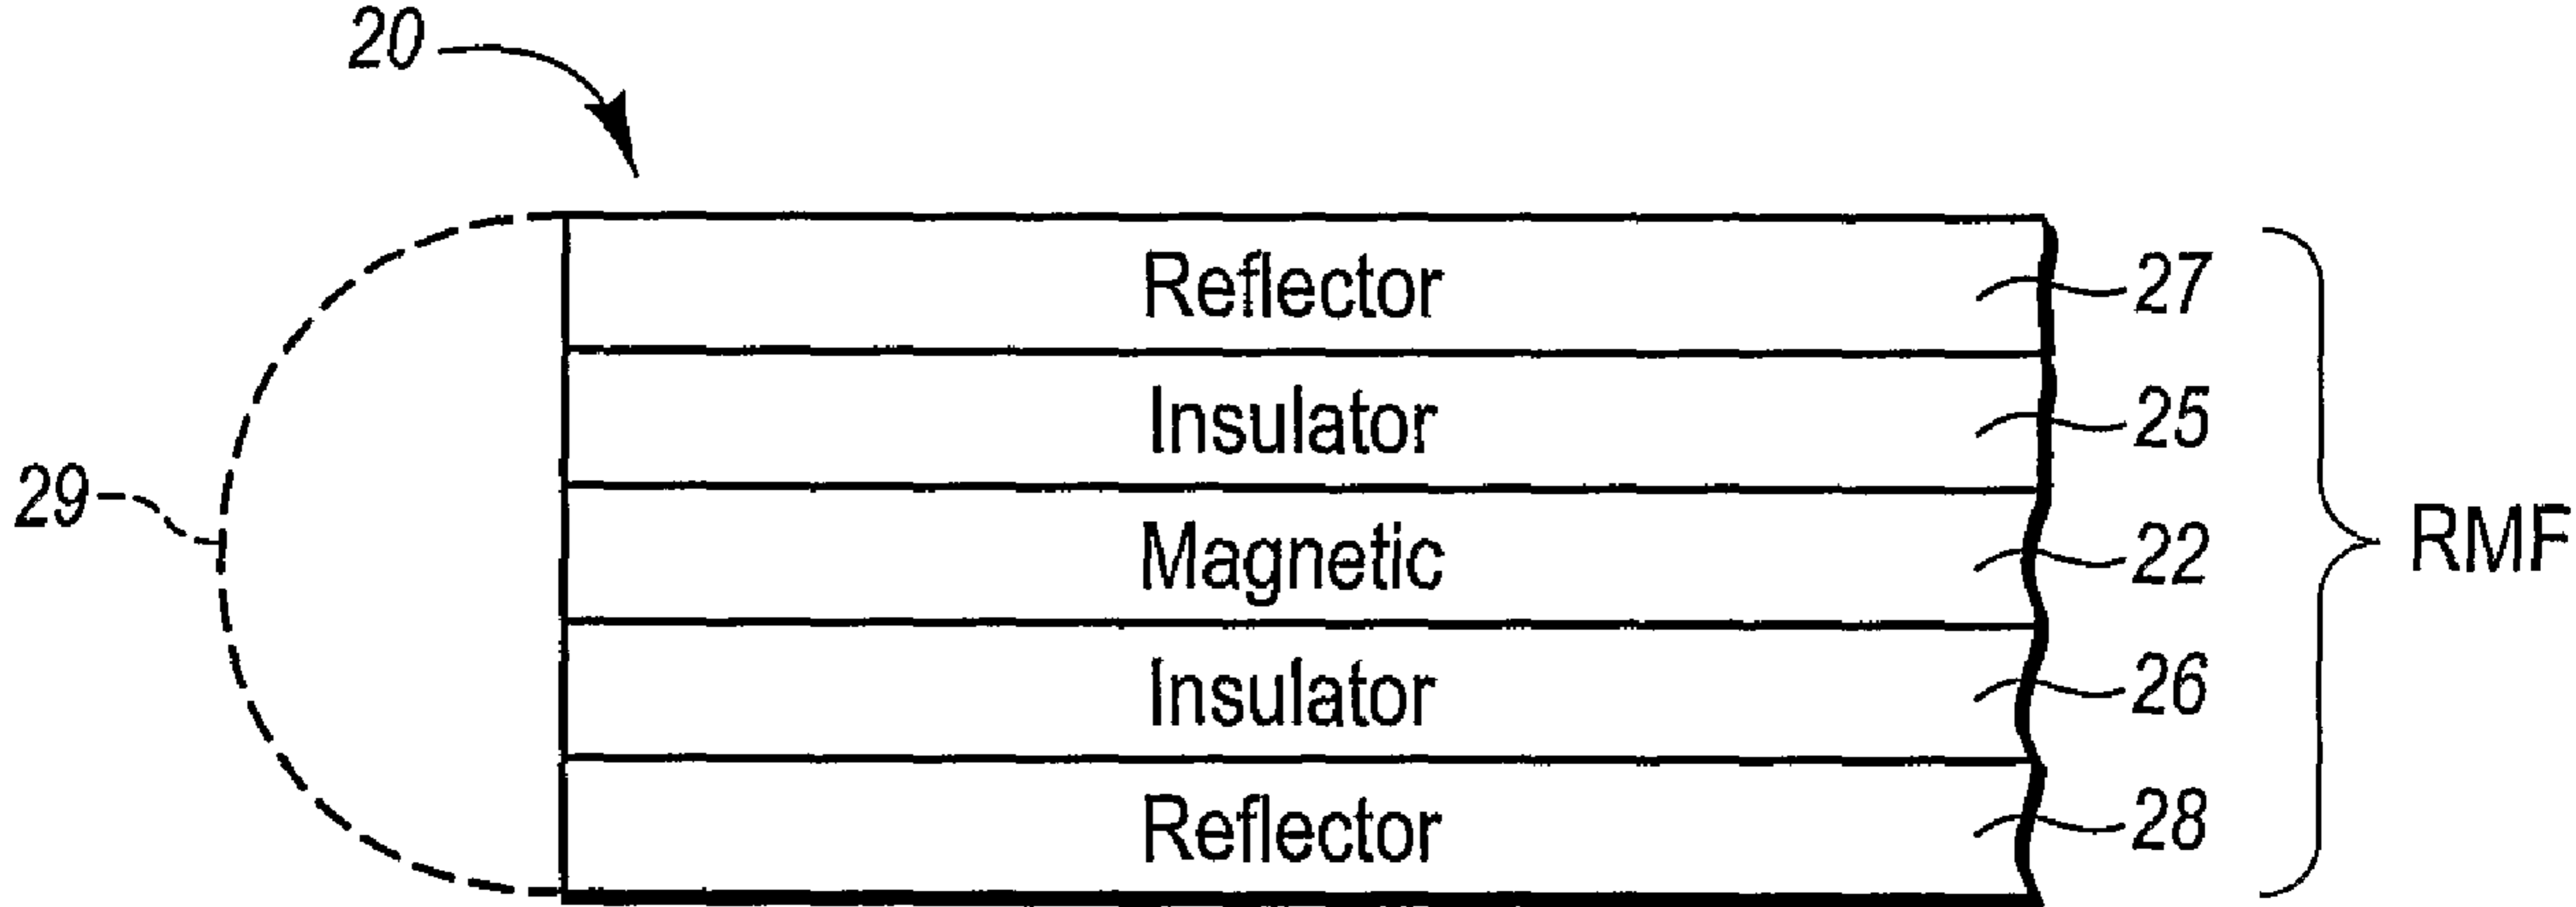 20
Reflector 27
Insulator 25
29 Magnetic 22 RMF
Insulator 26
Reflector 28